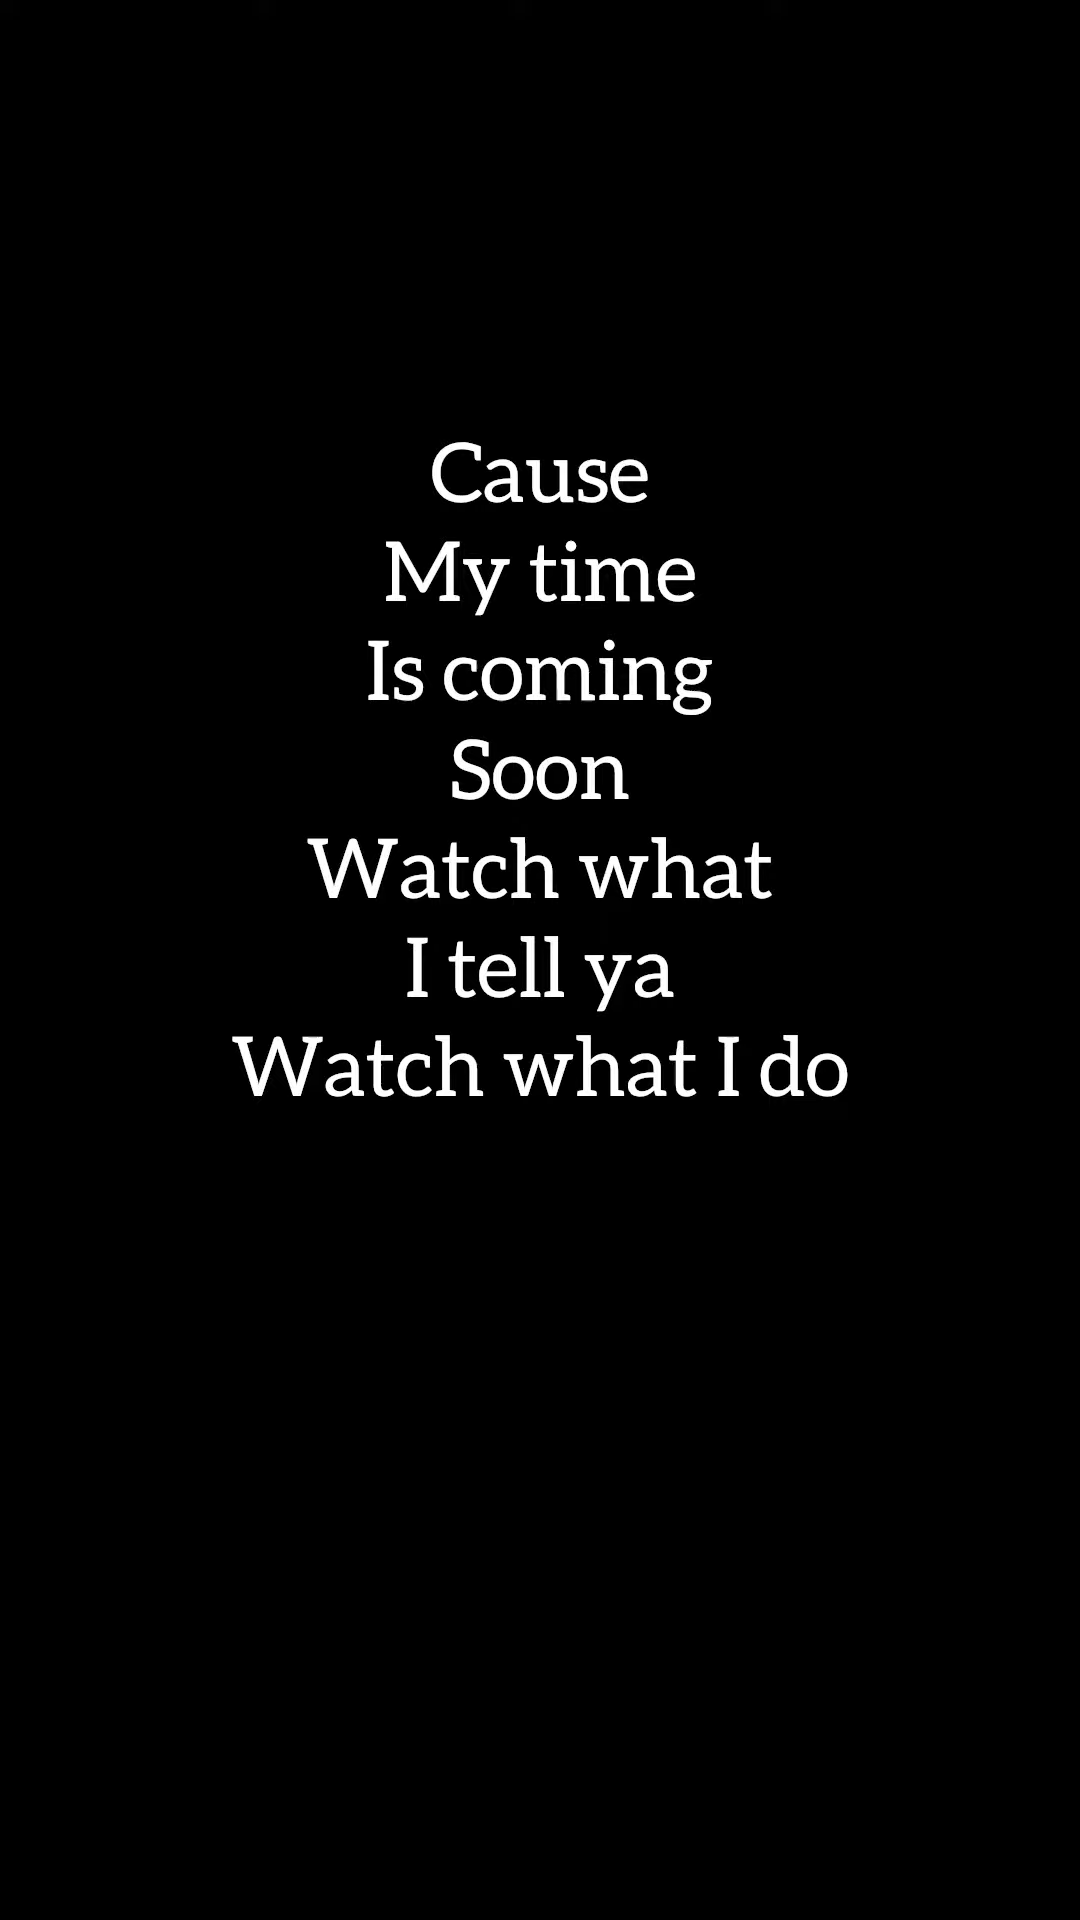 Cause
My time
Is coming
Soon
Watch what
I tell ya
Watch what I do